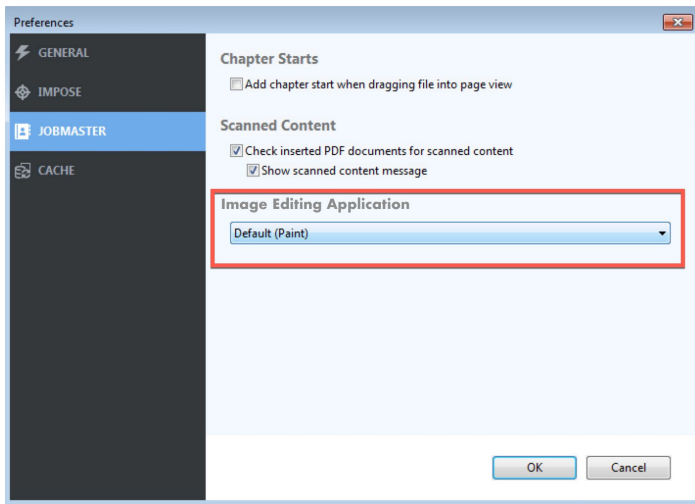 Preferences
GENERAL
IMPOSE
JOBMASTER
CACHE
Chapter Starts
Add chapter start when dragging file into page view
Scanned Content
Check inserted PDF documents for scanned content
Show scanned content message
Image Editing Application
Default (Paint)
OK
Cancel